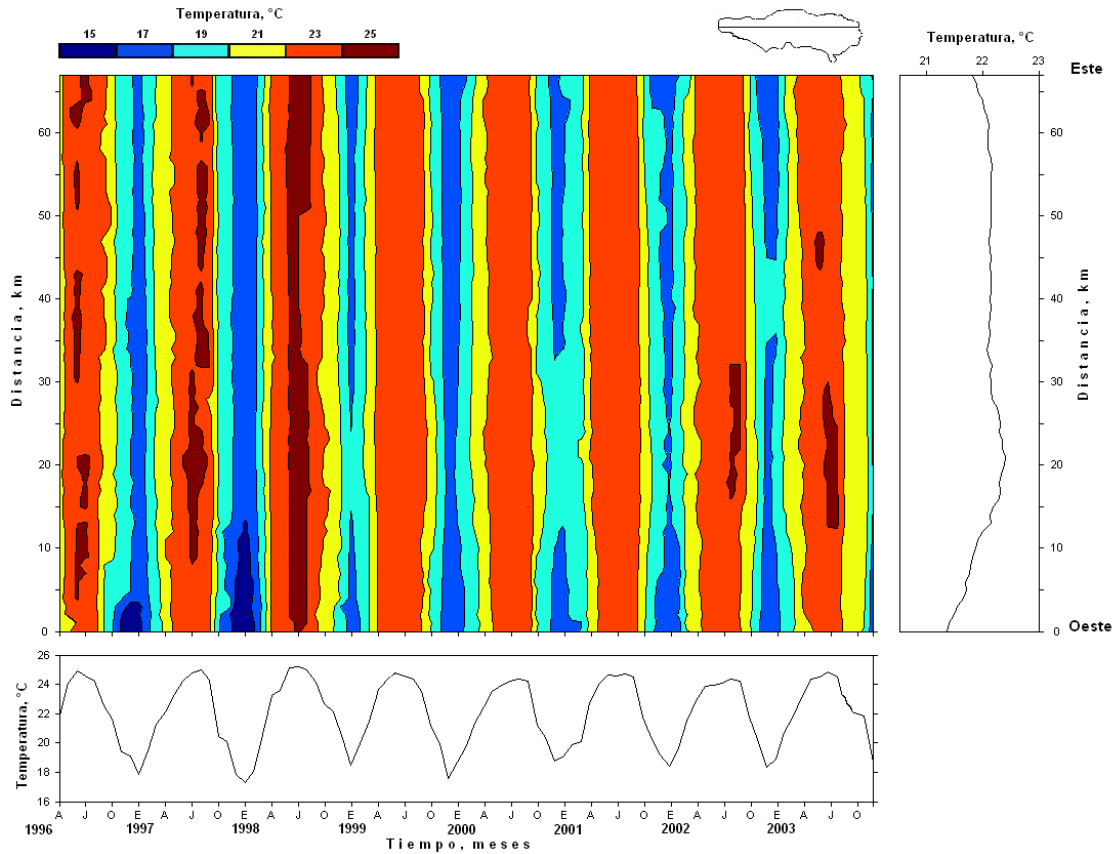 Temperatura, °C
15 17 19 21 23 25
Temperatura, °C
21 22 23
Este
60
50
40
30
20
10
0
Distancia, km
60
50
40
30
20
10
0
Distancia, km
Oeste
26
24
22
20
18
16
Temperatura, °C
A J O E A J O E A J O E A J O E A J O E A J O E A J O E A J O
1996 1997 1998 1999 2000 2001 2002 2003
Tiempo, meses